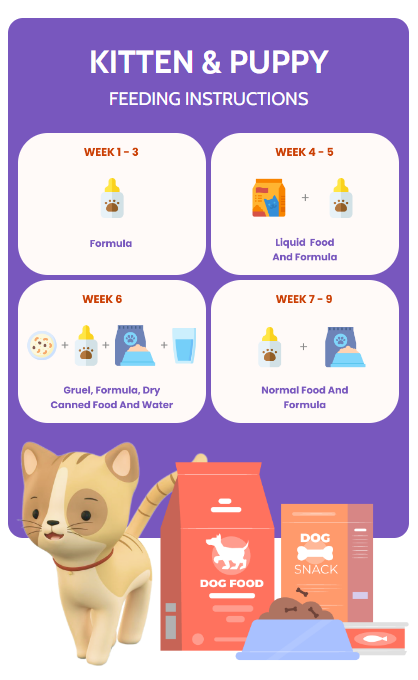 KITTEN & PUPPY
FEEDING INSTRUCTIONS
WEEK 1 - 3
Formula
WEEK 4 - 5
+
Liquid Food
And Formula
WEEK 6
+ + +
Gruel, Formula, Dry
Canned Food And Water
WEEK 7 - 9
+
Normal Food And
Formula
DOG FOOD
DOG
SNACK